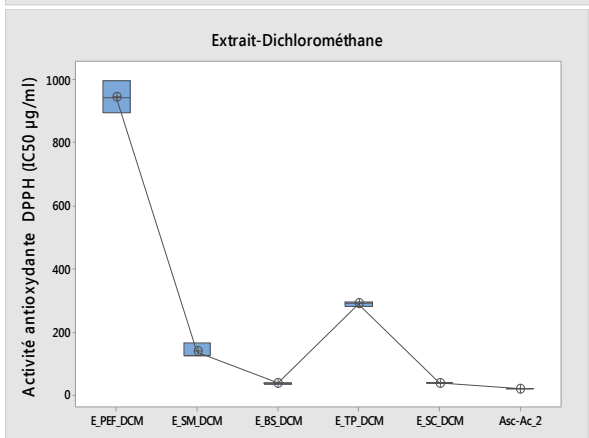 Extrait-Dichlorométhane
Activité antioxydante DPPH (IC50 µg/ml)
1000
800
600
400
200
0
E_PEF_DCM E_SM_DCM E_BS_DCM E_TP_DCM E_SC_DCM Asc-Ac_2